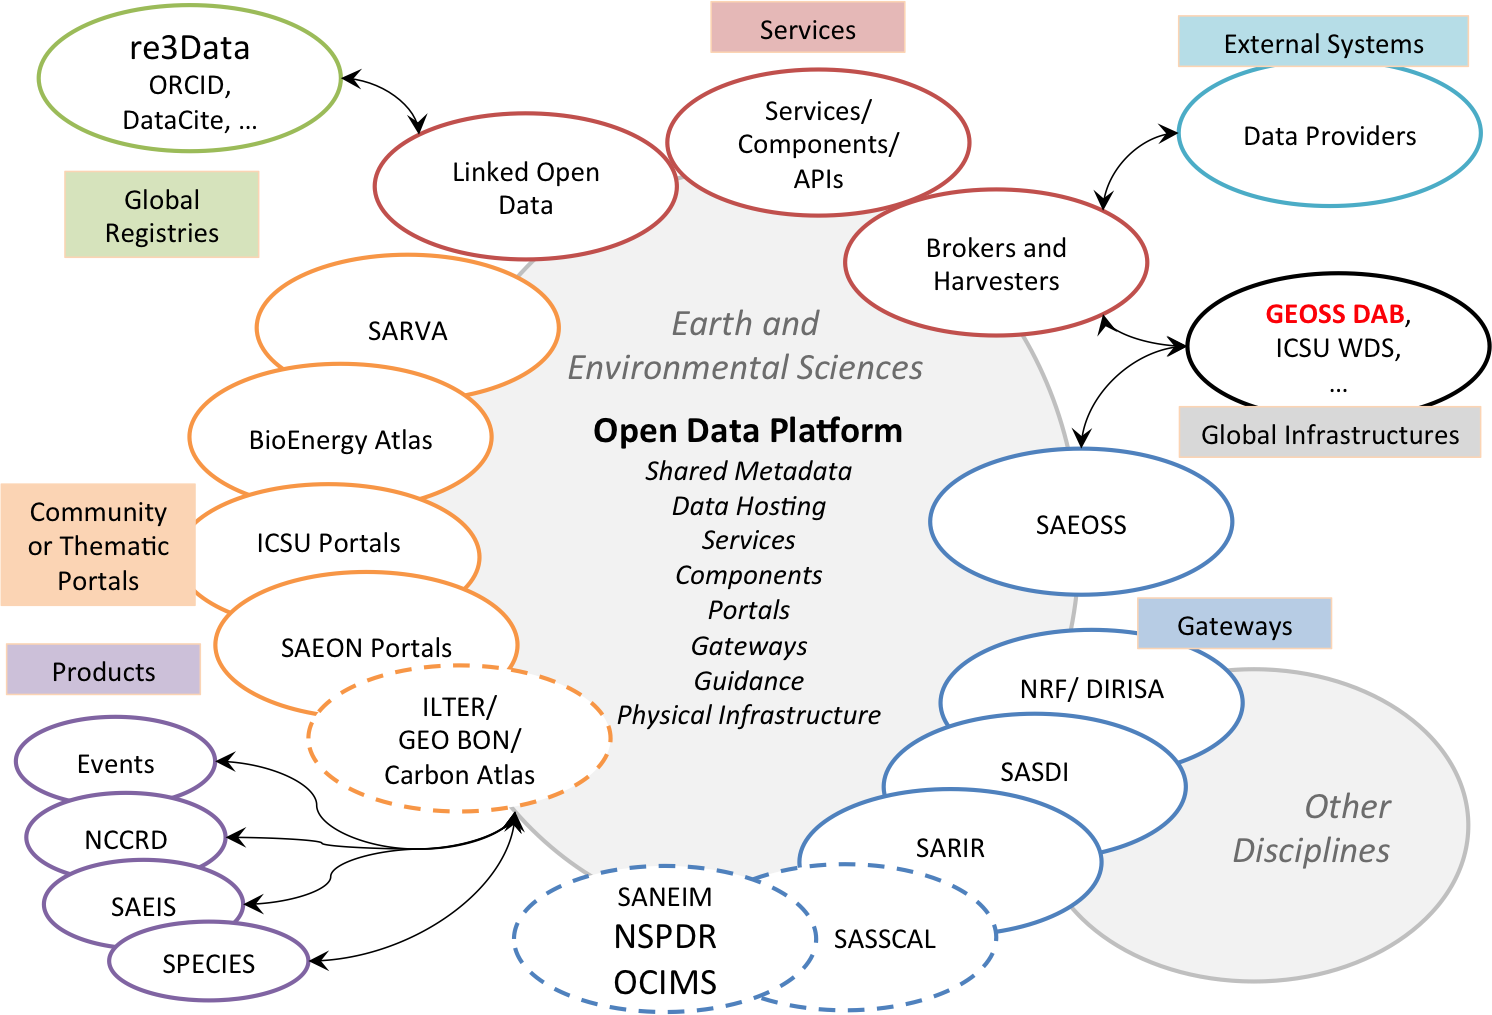 re3Data
ORCID,
DataCite, ...
Global
Registries
Services
Services/
Components/
APIs
External Systems
Data Providers
Linked Open
Data
Brokers and
Harvesters
GEOSS DAB,
ICSU WDS,
...
Global Infrastructures
SARVA
BioEnergy Atlas
Community
or Thematic
Portals
ICSU Portals
SAEON Portals
ILTER/
GEO BON/
Carbon Atlas
Earth and
Environmental Sciences
Open Data Platform
Shared Metadata
Data Hosting
Services
Components
Portals
Gateways
Guidance
Physical Infrastructure
SAEOSS
Gateways
NRF/ DIRISA
SASDI
SARIR
SASSCAL
SANEIM
NSPDR
OCIMS
Other
Disciplines
Products
Events
NCCRD
SAEIS
SPECIES